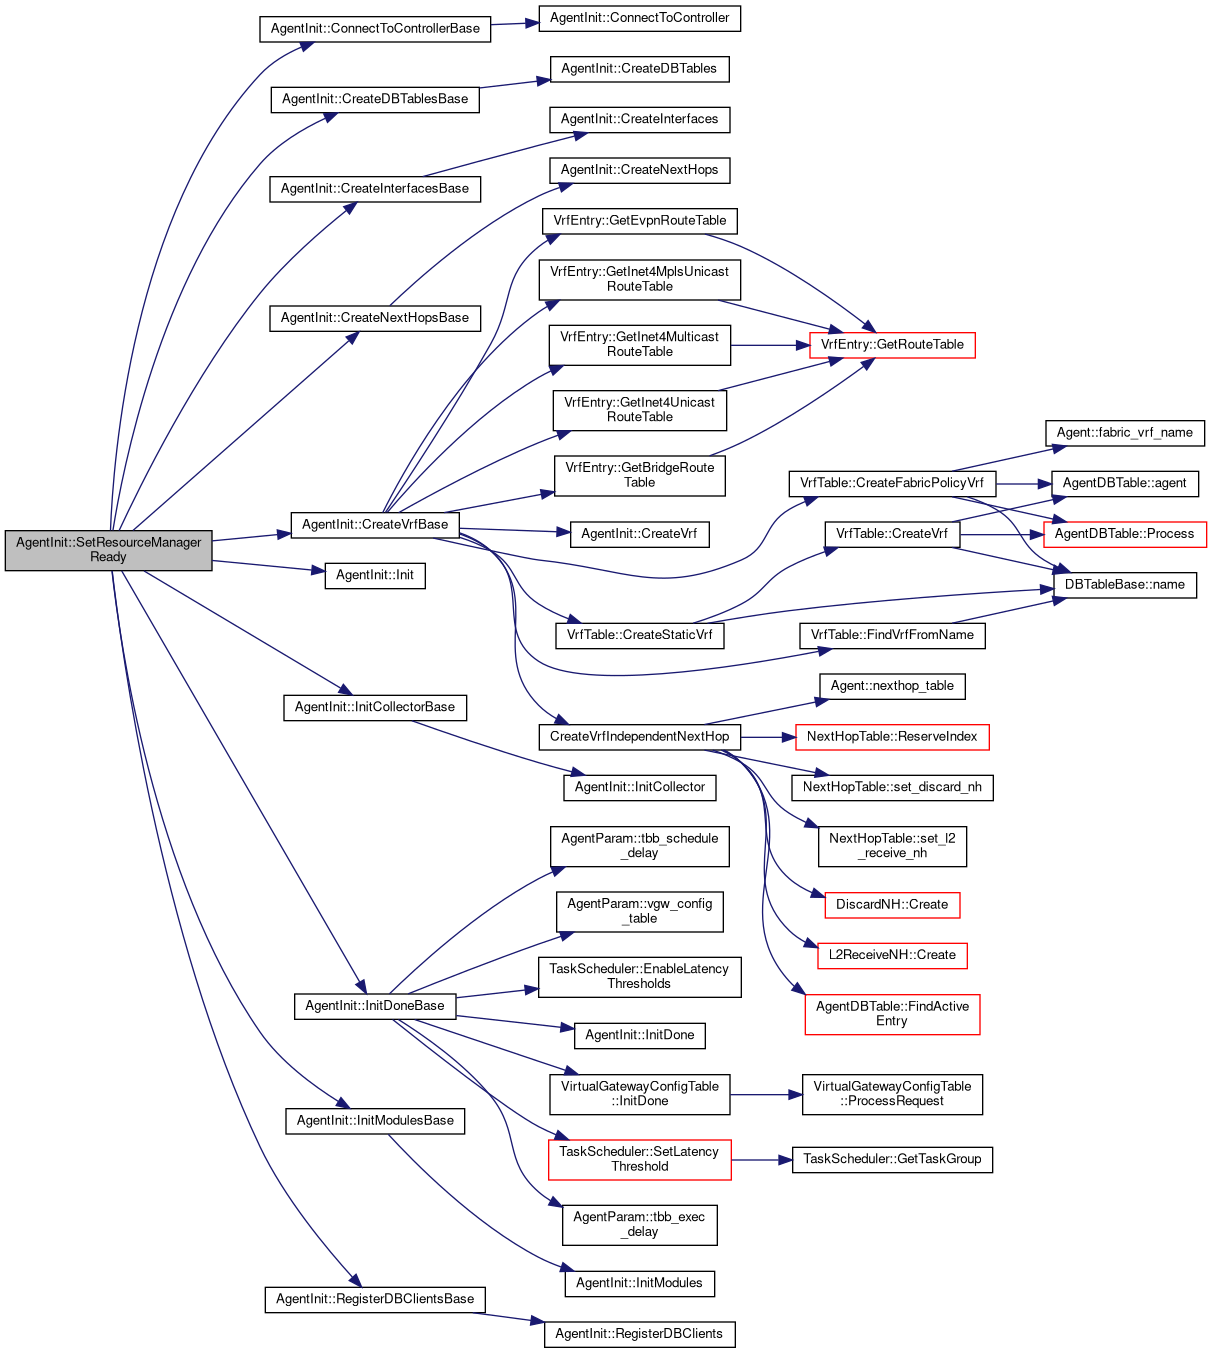 AgentInit::SetResourceManager
Ready
AgentInit::ConnectToControllerBase
AgentInit::ConnectToController
AgentInit::CreateDBTablesBase
AgentInit::CreateDBTables
AgentInit::CreateInterfacesBase
AgentInit::CreateInterfaces
AgentInit::CreateNextHopsBase
AgentInit::CreateNextHops
AgentInit::CreateVrfBase
VrfEntry::GetEvpnRouteTable
VrfEntry::GetInet4MplsUnicast
RouteTable
VrfEntry::GetInet4Multicast
RouteTable
VrfEntry::GetInet4Unicast
RouteTable
VrfEntry::GetBridgeRoute
Table
VrfEntry::GetRouteTable
AgentInit::CreateVrf
VrfTable::CreateFabricPolicyVrf
Agent::fabric_vrf_name
AgentDBTable::agent
AgentDBTable::Process
DBTableBase::name
VrfTable::CreateVrf
VrfTable::CreateStaticVrf
VrfTable::FindVrfFromName
CreateVrfIndependentNextHop
Agent::nexthop_table
NextHopTable::ReserveIndex
NextHopTable::set_discard_nh
NextHopTable::set_l2
_receive_nh
DiscardNH::Create
L2ReceiveNH::Create
AgentDBTable::FindActive
Entry
AgentInit::Init
AgentInit::InitCollectorBase
AgentInit::InitCollector
AgentInit::InitDoneBase
AgentParam::tbb_schedule
_delay
AgentParam::vgw_config
_table
TaskScheduler::EnableLatency
Thresholds
AgentInit::InitDone
VirtualGatewayConfigTable
::InitDone
VirtualGatewayConfigTable
::ProcessRequest
TaskScheduler::SetLatency
Threshold
TaskScheduler::GetTaskGroup
AgentParam::tbb_exec
_delay
AgentInit::InitModulesBase
AgentInit::InitModules
AgentInit::RegisterDBClientsBase
AgentInit::RegisterDBClients